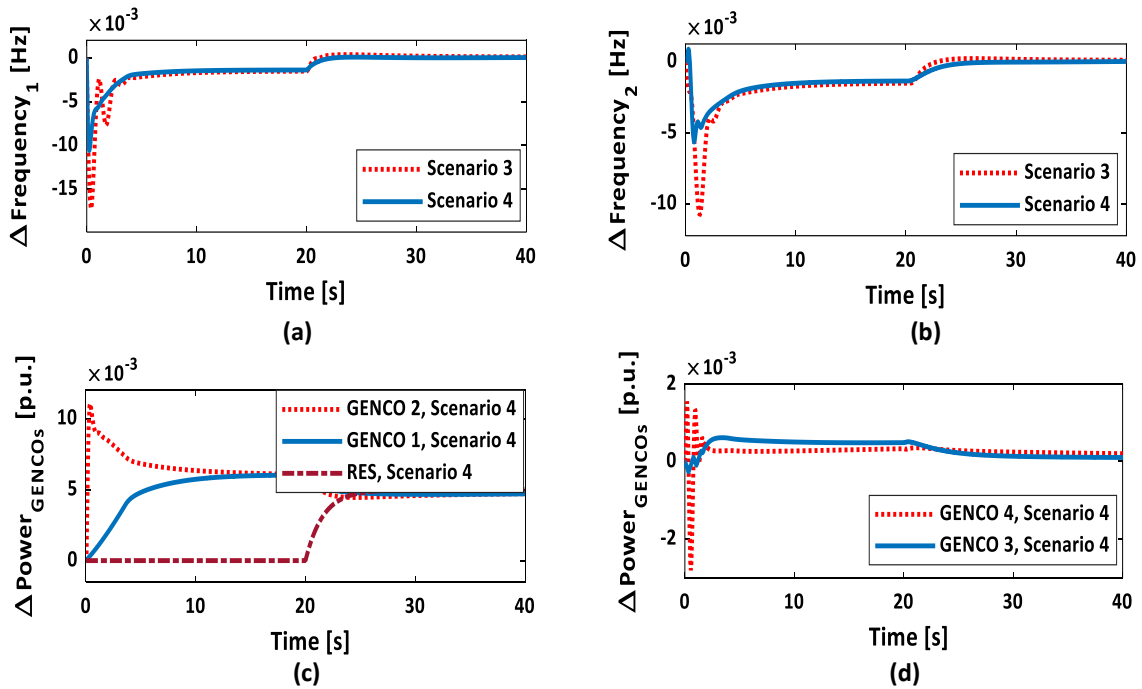 ×10⁻³
0
-5
-10
-15
Δ Frequency₁ [Hz]
Scenario 3
Scenario 4
0 10 20 30 40
Time [s]
(a)
×10⁻³
0
-5
-10
Δ Frequency₂ [Hz]
Scenario 3
Scenario 4
0 10 20 30 40
Time [s]
(b)
×10⁻³
10
5
0
Δ Power_GENCOs [p.u.]
GENCO 2, Scenario 4
GENCO 1, Scenario 4
RES, Scenario 4
0 10 20 30 40
Time [s]
(c)
×10⁻³
2
0
-2
Δ Power_GENCOs [p.u.]
GENCO 4, Scenario 4
GENCO 3, Scenario 4
0 10 20 30 40
Time [s]
(d)